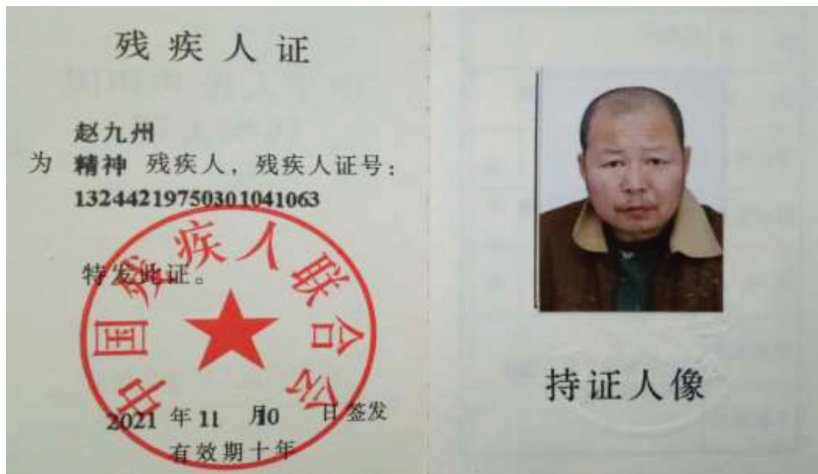 残疾人证
赵九州
为 精神 残疾人，残疾人证号：
13244219750301041063
特发此证。
中国残疾人联合会
2021 年 11 月 10 日签发
有效期十年
持证人像